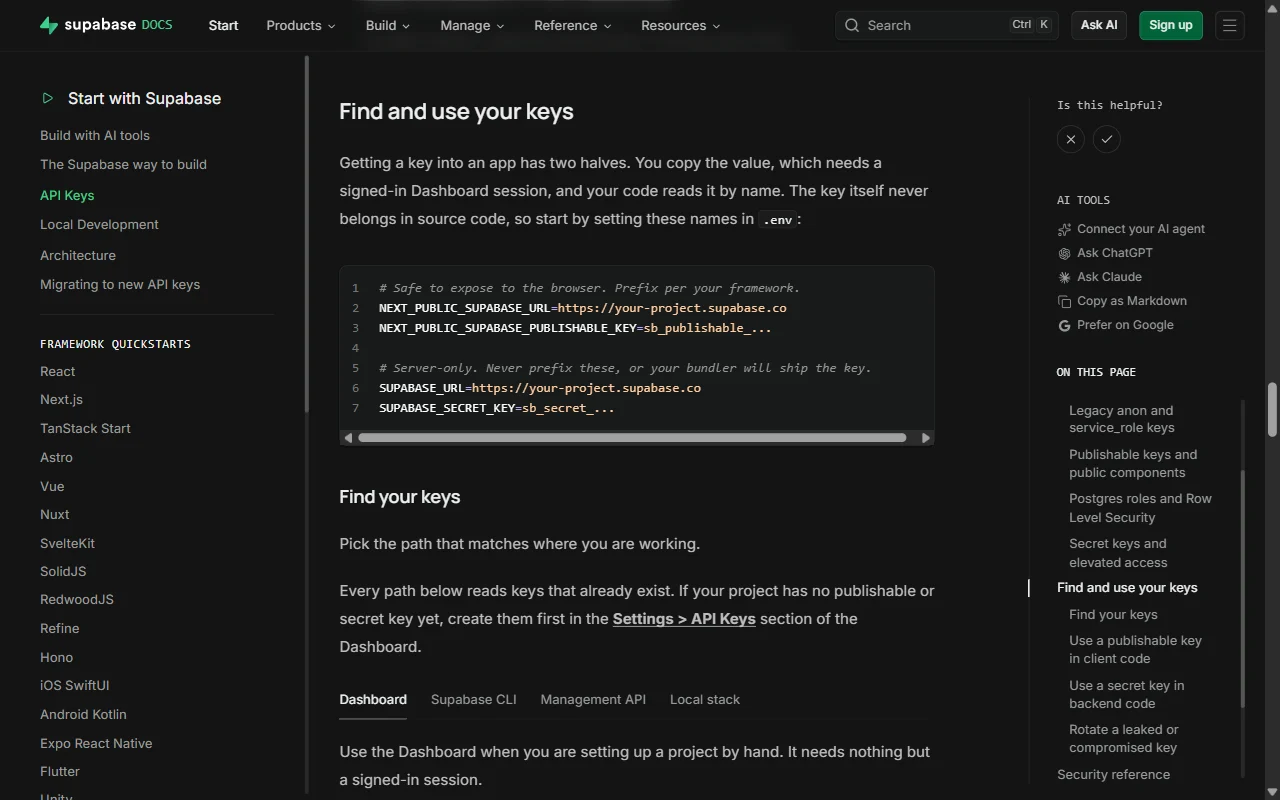 supabase DOCS
Start
Products
Build
Manage
Reference
Resources
Search
Ctrl K
Ask AI
Sign up
Start with Supabase
Build with AI tools
The Supabase way to build
API Keys
Local Development
Architecture
Migrating to new API keys
FRAMEWORK QUICKSTARTS
React
Next.js
TanStack Start
Astro
Vue
Nuxt
SvelteKit
SolidJS
RedwoodJS
Refine
Hono
iOS SwiftUI
Android Kotlin
Expo React Native
Flutter
Unity
Find and use your keys
Getting a key into an app has two halves. You copy the value, which needs a
signed-in Dashboard session, and your code reads it by name. The key itself never
belongs in source code, so start by setting these names in .env:
1 # Safe to expose to the browser. Prefix per your framework.
2 NEXT_PUBLIC_SUPABASE_URL=https://your-project.supabase.co
3 NEXT_PUBLIC_SUPABASE_PUBLISHABLE_KEY=sb_publishable_...
4
5 # Server-only. Never prefix these, or your bundler will ship the key.
6 SUPABASE_URL=https://your-project.supabase.co
7 SUPABASE_SECRET_KEY=sb_secret_...
Find your keys
Pick the path that matches where you are working.
Every path below reads keys that already exist. If your project has no publishable or
secret key yet, create them first in the Settings > API Keys section of the
Dashboard.
Dashboard
Supabase CLI
Management API
Local stack
Use the Dashboard when you are setting up a project by hand. It needs nothing but
a signed-in session.
Is this helpful?
AI TOOLS
Connect your AI agent
Ask ChatGPT
Ask Claude
Copy as Markdown
Prefer on Google
ON THIS PAGE
Legacy anon and
service_role keys
Publishable keys and
public components
Postgres roles and Row
Level Security
Secret keys and
elevated access
Find and use your keys
Find your keys
Use a publishable key
in client code
Use a secret key in
backend code
Rotate a leaked or
compromised key
Security reference